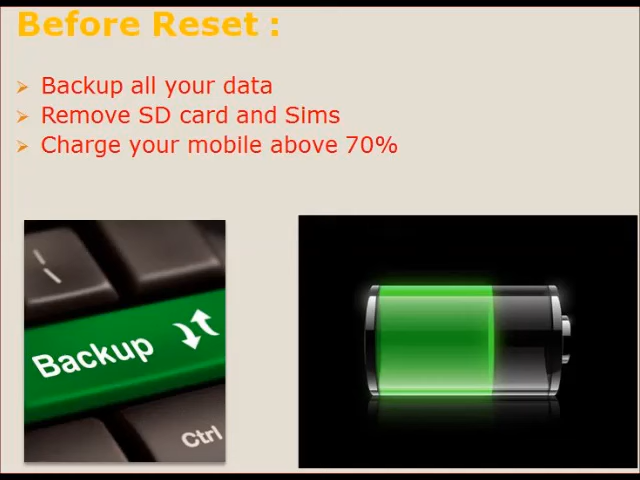 Before Reset :
Backup all your data
Remove SD card and Sims
Charge your mobile above 70%
Backup
Ctrl